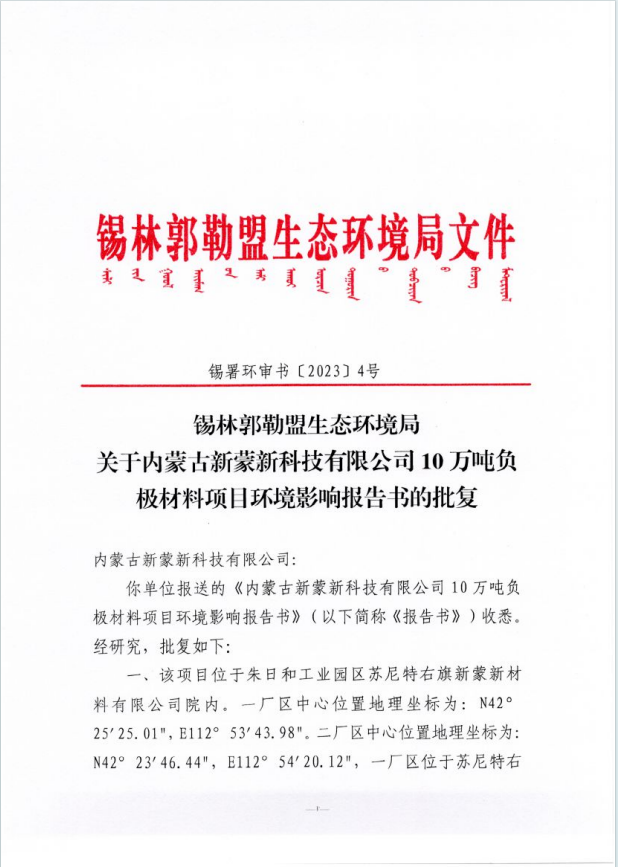 锡林郭勒盟生态环境局文件
锡署环审书〔2023〕4号
锡林郭勒盟生态环境局
关于内蒙古新蒙新科技有限公司 10 万吨负
极材料项目环境影响报告书的批复
内蒙古新蒙新科技有限公司:
你单位报送的《内蒙古新蒙新科技有限公司 10 万吨负
极材料项目环境影响报告书》(以下简称《报告书》)收悉。
经研究，批复如下:
一、该项目位于朱日和工业园区苏尼特右旗新蒙新材
料有限公司院内。一厂区中心位置地理坐标为: N42°
25′25.01″, E112° 53′43.98″。二厂区中心位置地理坐标为:
N42° 23′46.44″, E112° 54′20.12″, 一厂区位于苏尼特右